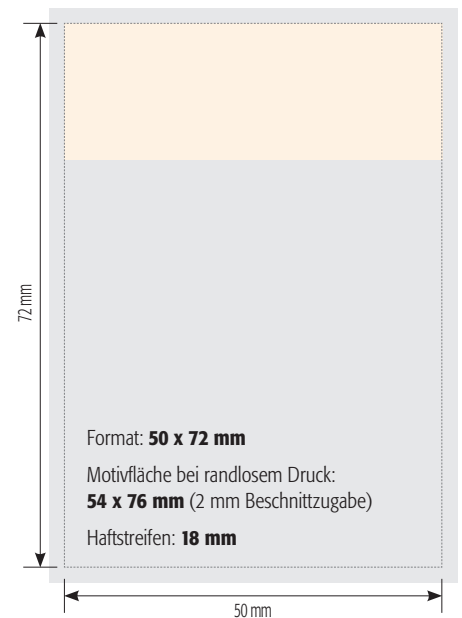 72 mm
Format: 50 x 72 mm
Motivfläche bei randlosem Druck:
54 x 76 mm (2 mm Beschnittzugabe)
Haftstreifen: 18 mm
50 mm